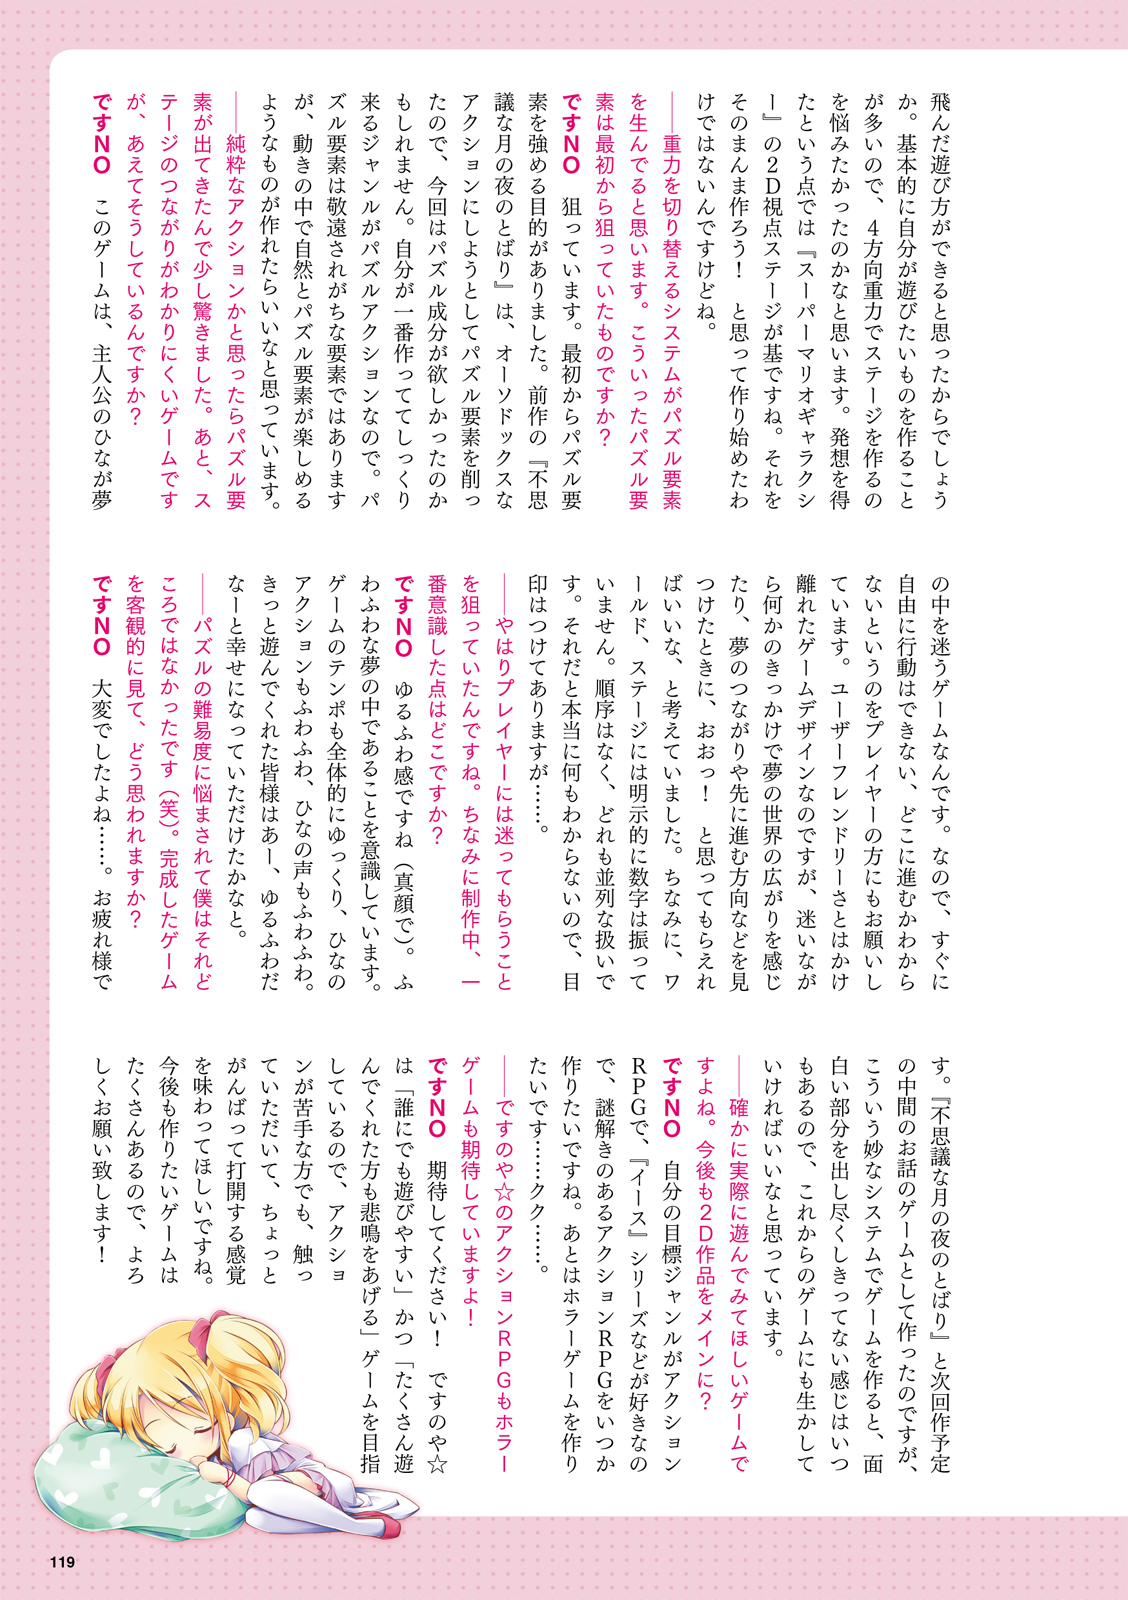 飛んだ遊び方ができると思ったからでしょう
か。基本的に自分が遊びたいものを作ること
が多いので、４方向重力でステージを作るの
を悩みたかったのかなと思います。発想を得
たという点では『スーパーマリオギャラクシ
ー』の２Ｄ視点ステージが基ですね。それを
そのまんま作ろう！　と思って作り始めたわ
けではないんですけどね。
――重力を切り替えるシステムがパズル要素
を生んでると思います。こういったパズル要
素は最初から狙っていたものですか？
ですNO　狙っています。最初からパズル要
素を強める目的がありました。前作の『不思
議な月の夜のとばり』は、オーソドックスな
アクションにしようとしてパズル要素を削っ
たので、今回はパズル成分が欲しかったのか
もしれません。自分が一番作っててしっくり
来るジャンルがパズルアクションなので。パ
ズル要素は敬遠されがちな要素ではあります
が、動きの中で自然とパズル要素が楽しめる
ようなものが作れたらいいなと思っています。
――純粋なアクションかと思ったらパズル要
素が出てきたんで少し驚きました。あと、ス
テージのつながりがわかりにくいゲームです
が、あえてそうしているんですか？
ですNO　このゲームは、主人公のひなが夢
の中を迷うゲームなんです。なので、すぐに
自由に行動はできない、どこに進むかわから
ないというのをプレイヤーの方にもお願いし
ています。ユーザーフレンドリーさとはかけ
離れたゲームデザインなのですが、迷いなが
ら何かのきっかけで夢の世界の広がりを感じ
たり、夢のつながりや先に進む方向などを見
つけたときに、おおっ！　と思ってもらえれ
ばいいな、と考えていました。ちなみに、ワ
ールド、ステージには明示的に数字は振って
いません。順序はなく、どれも並列な扱いで
す。それだと本当に何もわからないので、目
印はつけてありますが……。
――やはりプレイヤーには迷ってもらうこと
を狙っていたんですね。ちなみに制作中、一
番意識した点はどこですか？
ですNO　ゆるふわ感ですね（真顔で）。ふ
わふわな夢の中であることを意識しています。
ゲームのテンポも全体的にゆっくり、ひなの
アクションもふわふわ、ひなの声もふわふわ。
きっと遊んでくれた皆様はあー、ゆるふわだ
なーと幸せになっていただけたかなと。
――パズルの難易度に悩まされて僕はそれど
ころではなかったです（笑）。完成したゲーム
を客観的に見て、どう思われますか？
ですNO　大変でしたよね……。お疲れ様で
す。『不思議な月の夜のとばり』と次回作予定
の中間のお話のゲームとして作ったのですが、
こういう妙なシステムでゲームを作ると、面
白い部分を出し尽くしきってない感じはいつ
もあるので、これからのゲームにも生かして
いければいいなと思っています。
――確かに実際に遊んでみてほしいゲームで
すよね。今後も２Ｄ作品をメインに？
ですNO　自分の目標ジャンルがアクション
ＲＰＧで、『イース』シリーズなどが好きなの
で、謎解きのあるアクションＲＰＧをいつか
作りたいですね。あとはホラーゲームを作り
たいです……クク……。
――ですのや☆のアクションＲＰＧもホラー
ゲームも期待していますよ！
ですNO　期待してください！　ですのや☆
は「誰にでも遊びやすい」かつ「たくさん遊
んでくれた方も悲鳴をあげる」ゲームを目指
しているので、アクショ
ンが苦手な方でも、触っ
ていただいて、ちょっと
がんばって打開する感覚
を味わってほしいですね。
今後も作りたいゲームは
たくさんあるので、よろ
しくお願い致します！
119